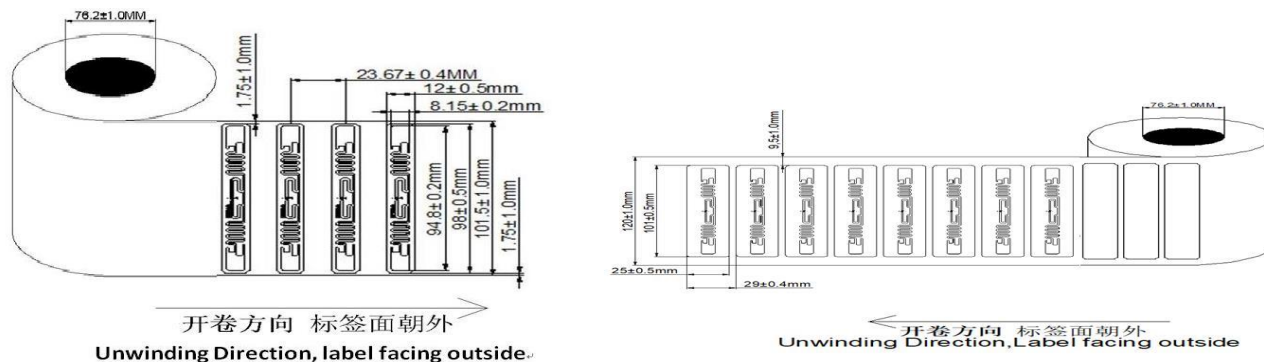 76.2±1.0MM
1.75±1.0mm
23.67±0.4MM
12±0.5mm
8.15±0.2mm
94.8±0.2mm
98±0.5mm
101.5±1.0mm
1.75±1.0mm
开卷方向 标签面朝外
Unwinding Direction, label facing outside
76.2±1.0MM
9.5±1.0mm
120±1.0mm
101±0.5mm
25±0.5mm
29±0.4mm
开卷方向 标签面朝外
Unwinding Direction,Label facing outside